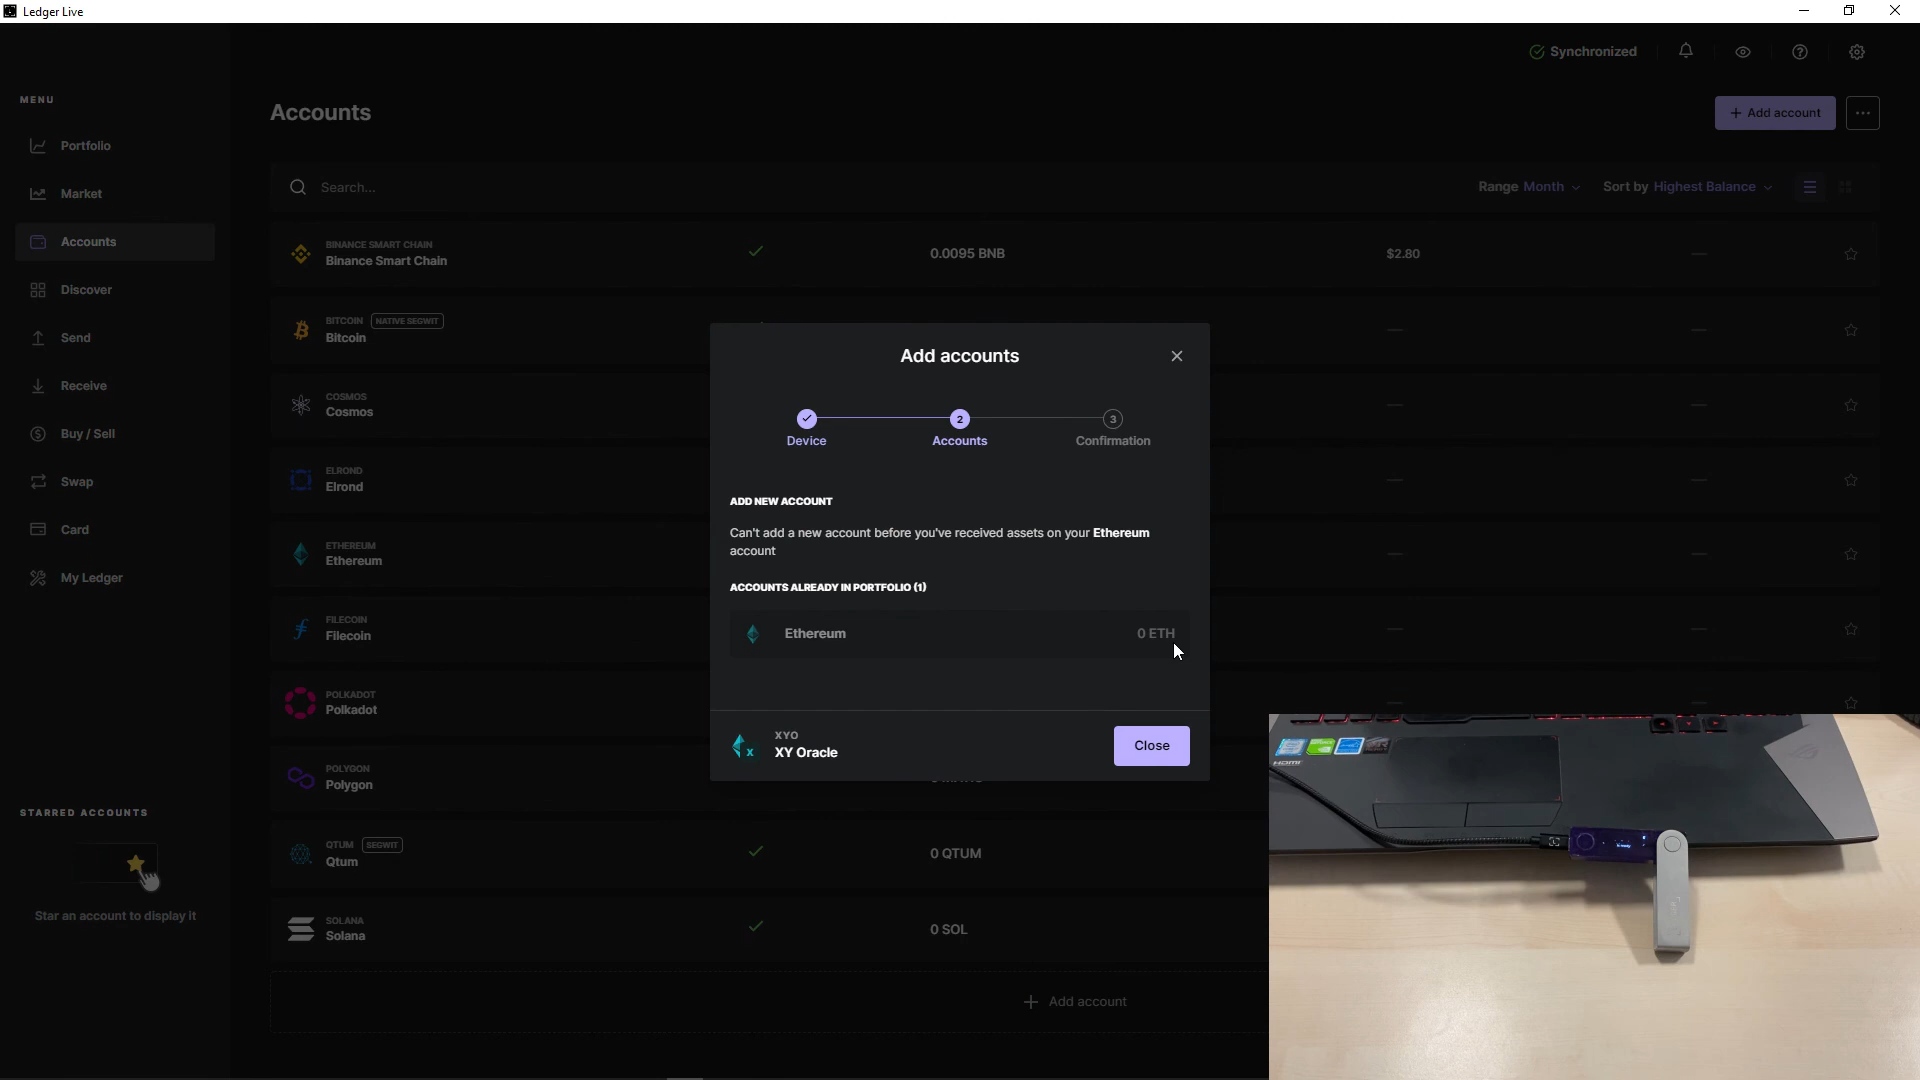 Ledger Live
Synchronized
MENU
Accounts
+ Add account
Portfolio
Market
Accounts
Discover
Send
Receive
Buy / Sell
Swap
Card
My Ledger
Search...
Range Month
Sort by Highest Balance
BINANCE SMART CHAIN
Binance Smart Chain
0.0095 BNB
$2.80
BITCOIN NATIVE SEGWIT
Bitcoin
COSMOS
Cosmos
ELROND
Elrond
ETHEREUM
Ethereum
FILECOIN
Filecoin
POLKADOT
Polkadot
POLYGON
Polygon
QTUM SEGWIT
Qtum
0 QTUM
SOLANA
Solana
0 SOL
+ Add account
Add accounts
2
3
Device
Accounts
Confirmation
ADD NEW ACCOUNT
Can't add a new account before you've received assets on your Ethereum
account
ACCOUNTS ALREADY IN PORTFOLIO (1)
Ethereum
0 ETH
XYO
XY Oracle
Close
STARRED ACCOUNTS
Star an account to display it
HDMI